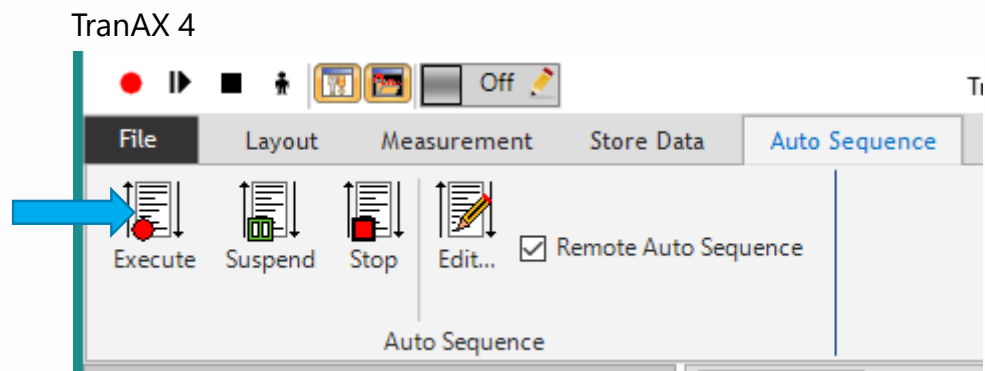 TranAX 4
Off
Tr
File Layout Measurement Store Data Auto Sequence
Execute Suspend Stop Edit... Remote Auto Sequence
Auto Sequence